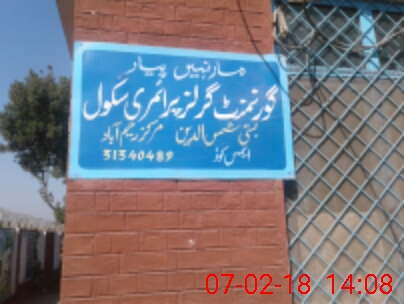 مار نہیں پیار
گورنمنٹ گرلز پرائمری سکول
بستی شمس الدین مرکز رحیم آباد
31340489 ایمس کوڈ
07-02-18 14:08